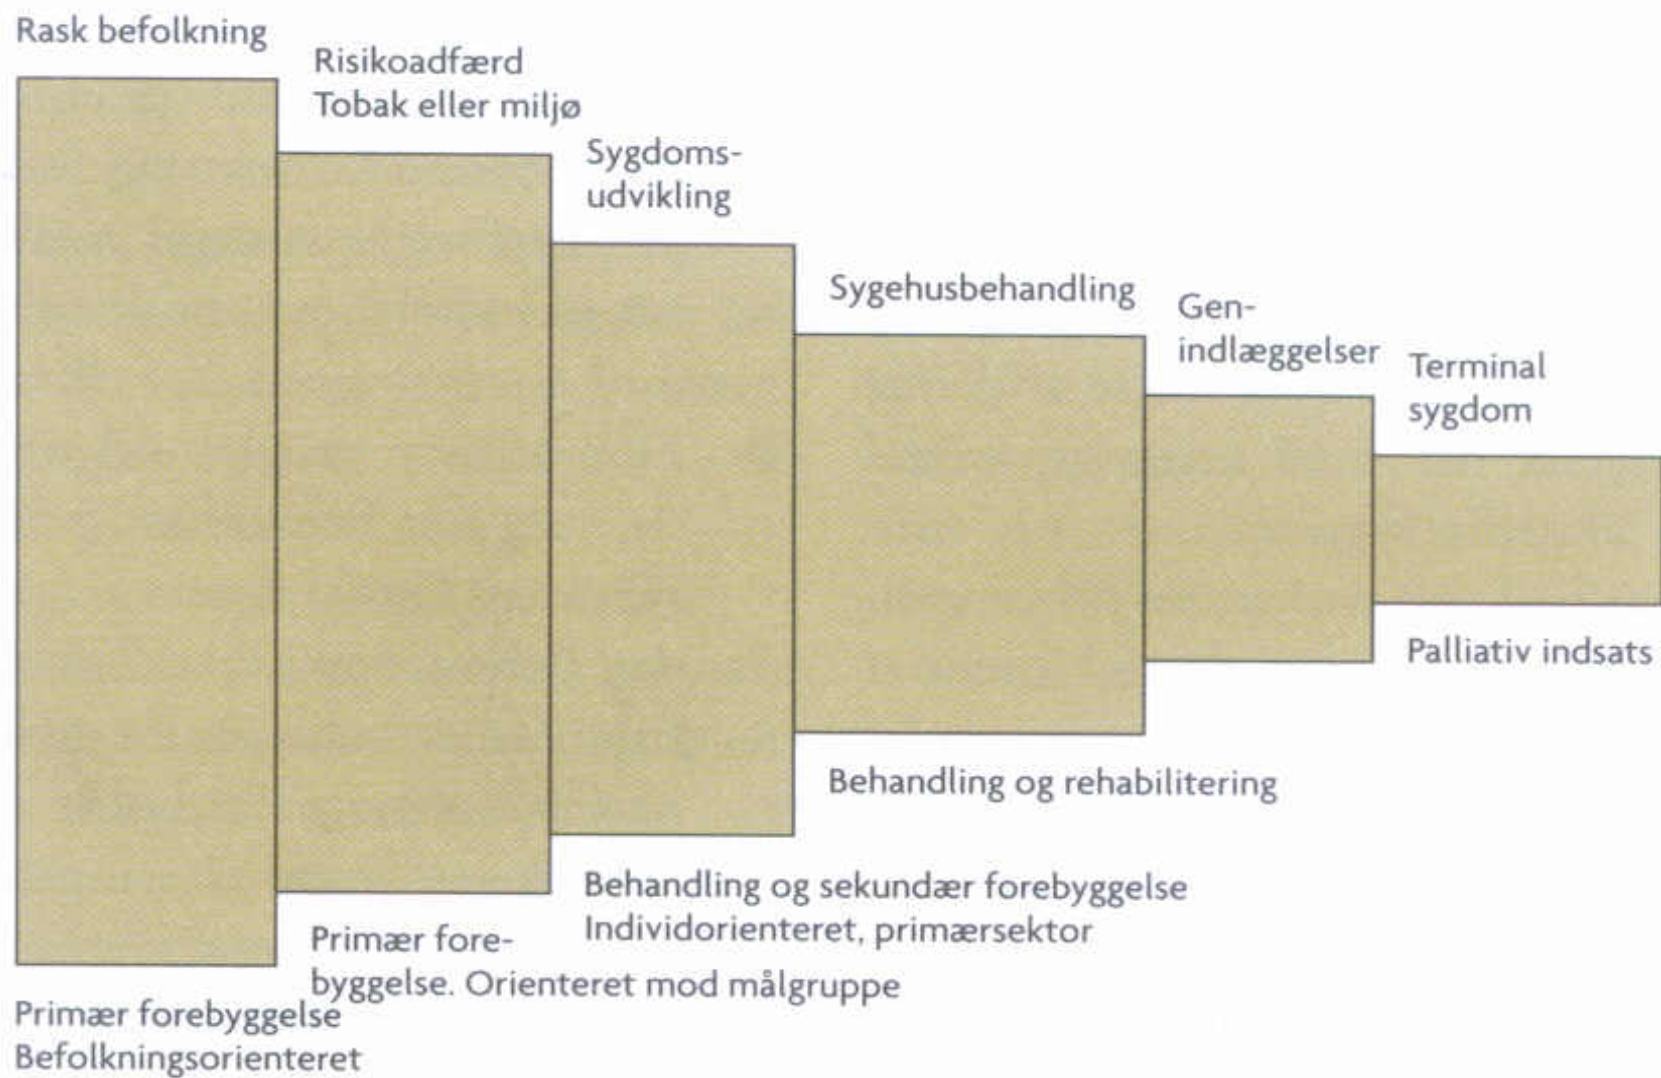 Rask befolkning
Risikoadfærd
Tobak eller miljø
Sygdoms-
udvikling
Sygehusbehandling
Gen-
indlæggelser
Terminal
sygdom
Palliativ indsats
Behandling og rehabilitering
Behandling og sekundær forebyggelse
Individorienteret, primærsektor
Primær fore-
byggelse. Orienteret mod målgruppe
Primær forebyggelse
Befolkningsorienteret